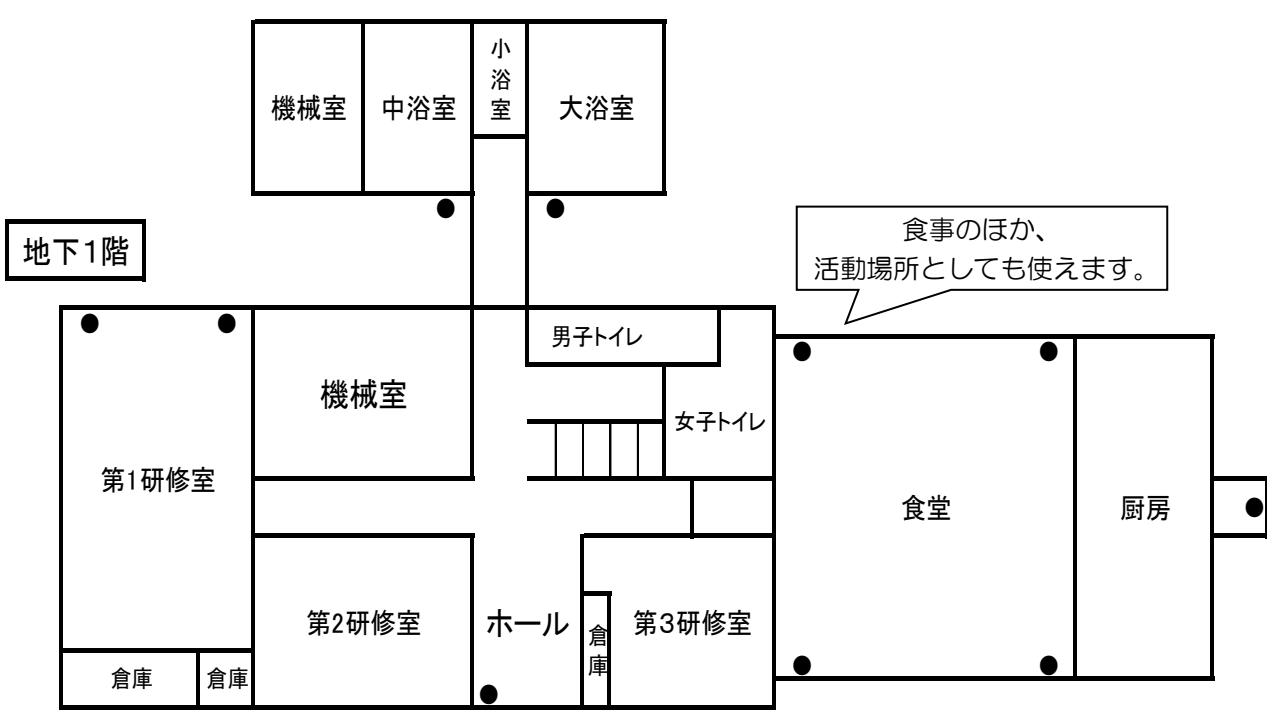 小浴室
機械室
中浴室
大浴室
地下1階
食事のほか、
活動場所としても使えます。
男子トイレ
機械室
女子トイレ
第1研修室
食堂
厨房
第2研修室
ホール
倉庫
第3研修室
倉庫
倉庫